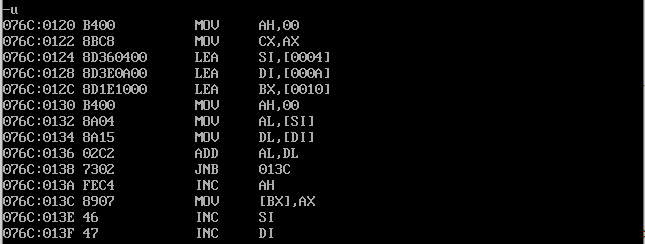 -u
076C:0120 B400 MOV AH,00
076C:0122 8BC8 MOV CX,AX
076C:0124 8D360400 LEA SI,[0004]
076C:0128 8D3E0A00 LEA DI,[000A]
076C:012C 8D1E1000 LEA BX,[0010]
076C:0130 B400 MOV AH,00
076C:0132 8A04 MOV AL,[SI]
076C:0134 8A15 MOV DL,[DI]
076C:0136 02C2 ADD AL,DL
076C:0138 7302 JNB 013C
076C:013A FEC4 INC AH
076C:013C 8907 MOV [BX],AX
076C:013E 46 INC SI
076C:013F 47 INC DI